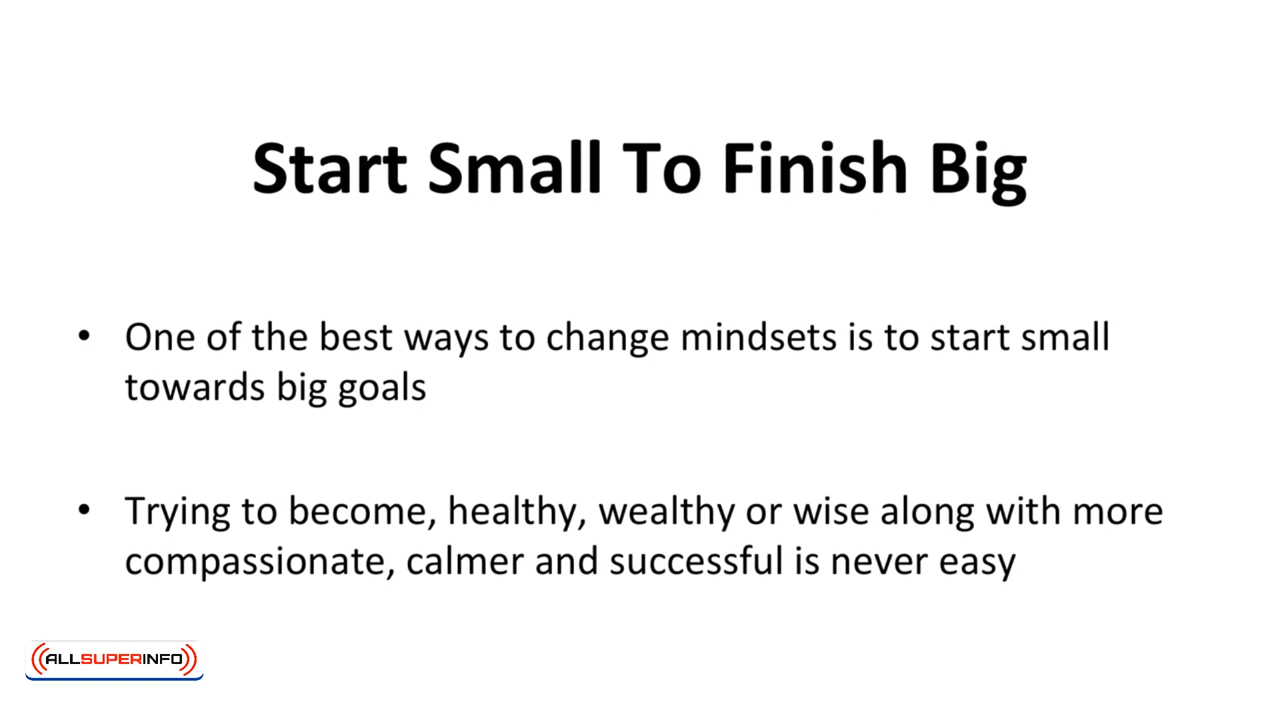 Start Small To Finish Big
• One of the best ways to change mindsets is to start small
towards big goals
• Trying to become, healthy, wealthy or wise along with more
compassionate, calmer and successful is never easy
ALLSUPERINFO